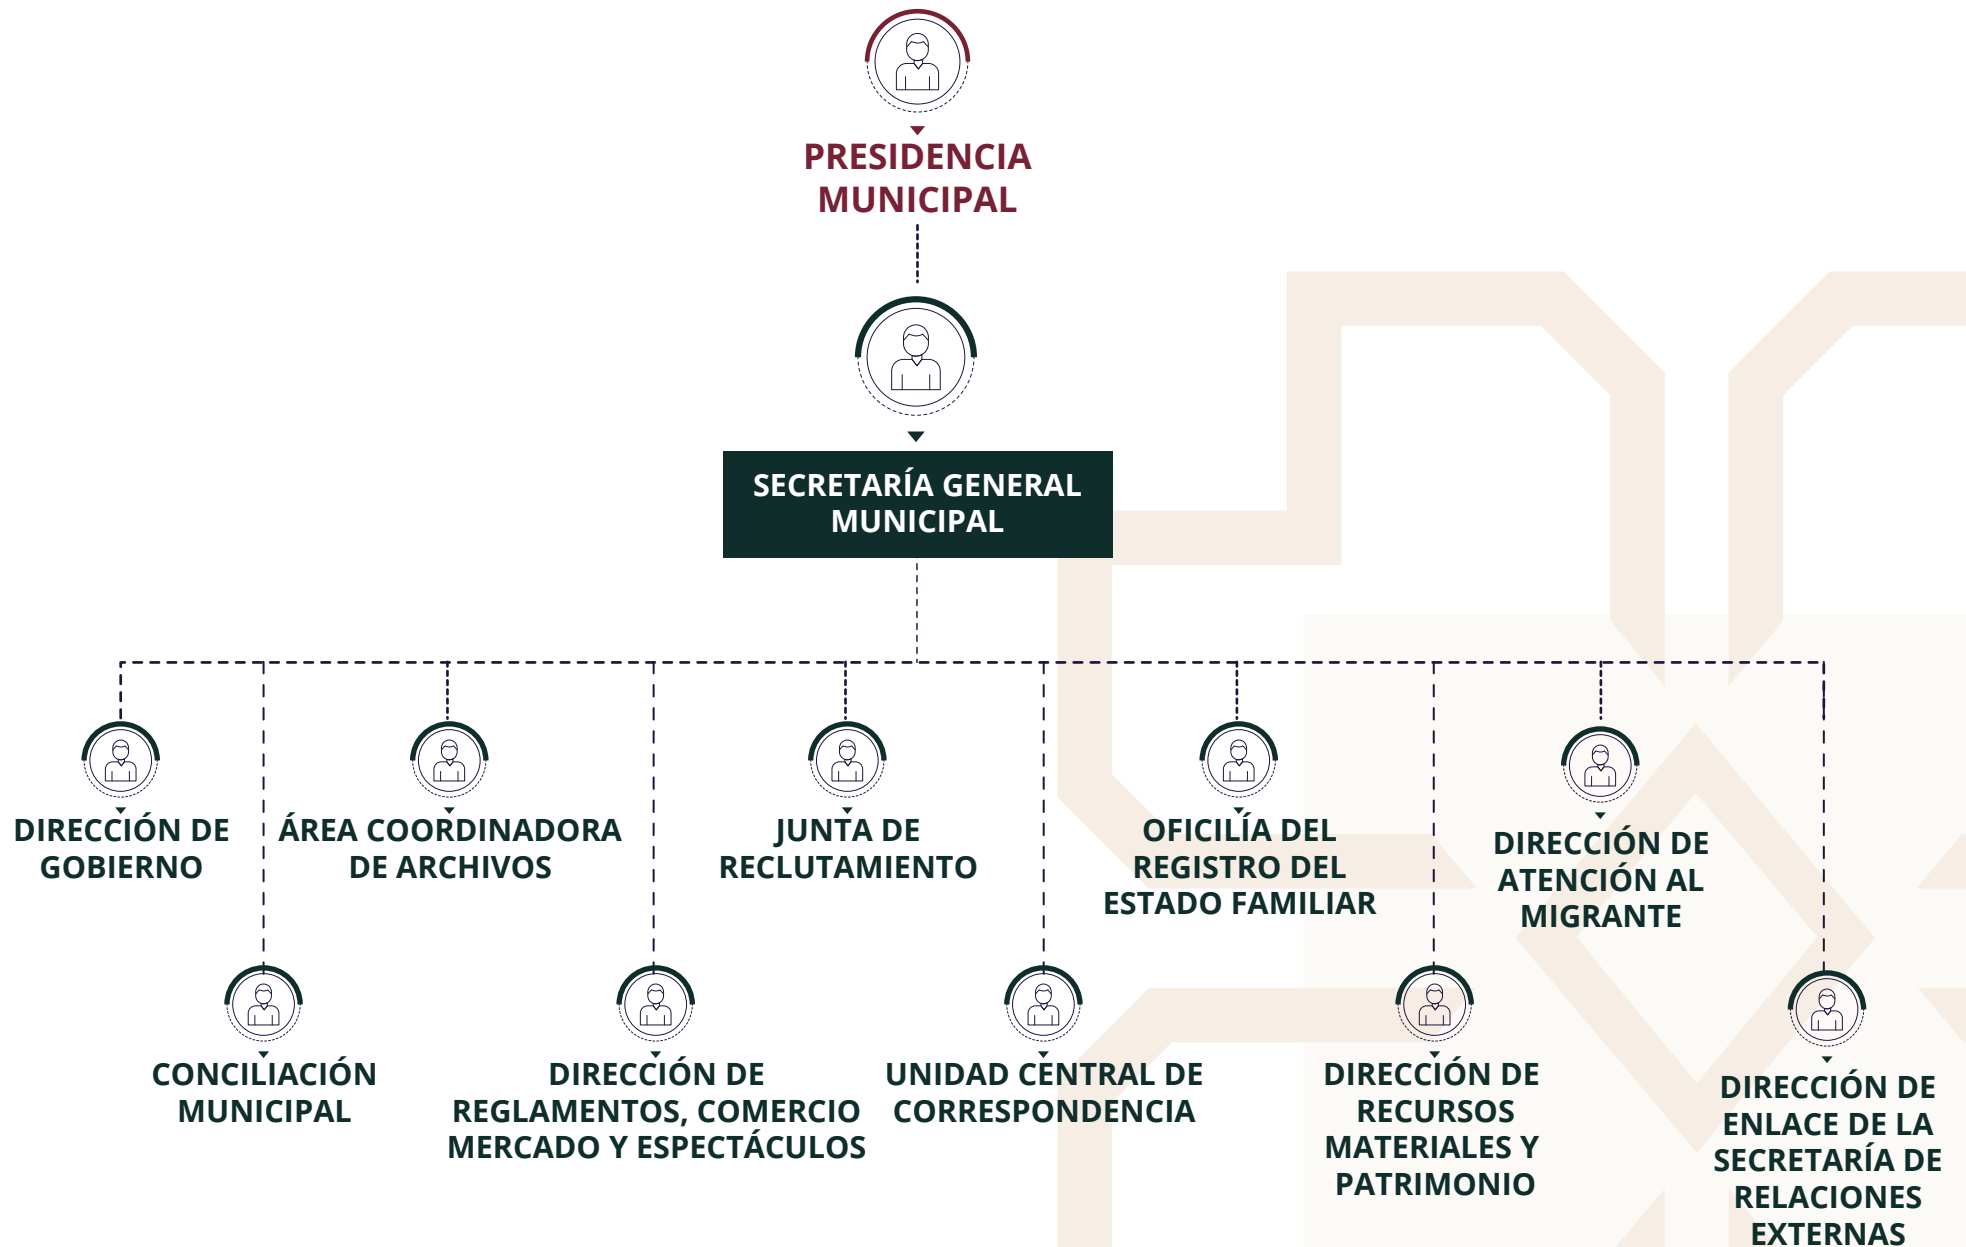 PRESIDENCIA
MUNICIPAL
SECRETARÍA GENERAL
MUNICIPAL
DIRECCIÓN DE
GOBIERNO
ÁREA COORDINADORA
DE ARCHIVOS
JUNTA DE
RECLUTAMIENTO
OFICILÍA DEL
REGISTRO DEL
ESTADO FAMILIAR
DIRECCIÓN DE
ATENCIÓN AL
MIGRANTE
CONCILIACIÓN
MUNICIPAL
DIRECCIÓN DE
REGLAMENTOS, COMERCIO
MERCADO Y ESPECTÁCULOS
UNIDAD CENTRAL DE
CORRESPONDENCIA
DIRECCIÓN DE
RECURSOS
MATERIALES Y
PATRIMONIO
DIRECCIÓN DE
ENLACE DE LA
SECRETARÍA DE
RELACIONES
EXTERNAS